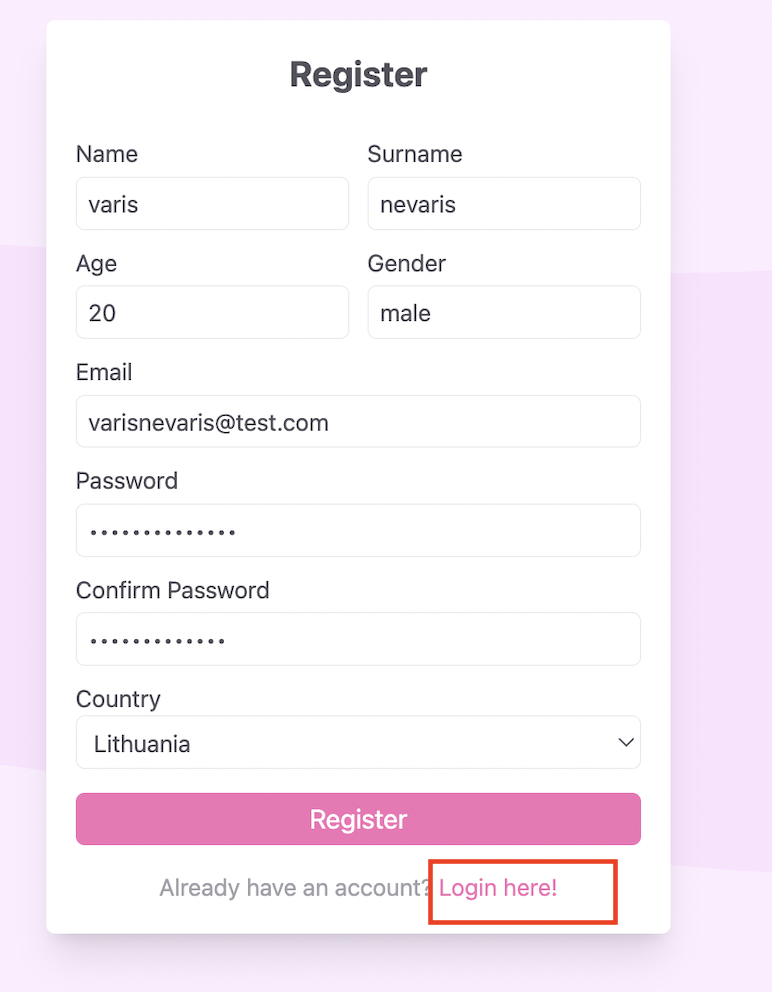 Register
Name Surname
varis nevaris
Age Gender
20 male
Email
varisnevaris@test.com
Password
••••••••••••••
Confirm Password
•••••••••••••
Country
Lithuania
Register
Already have an account? Login here!